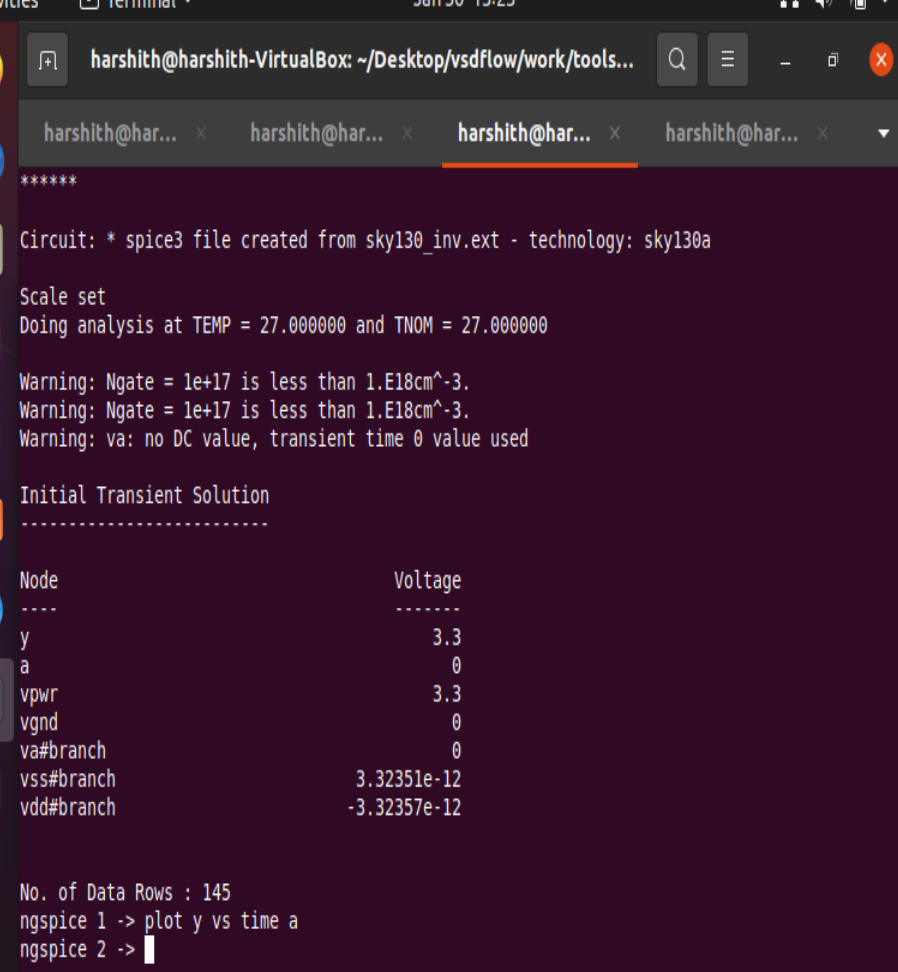 Terminal
Jan 30 15:25
harshith@harshith-VirtualBox: ~/Desktop/vsdflow/work/tools...
harshith@har... × harshith@har... × harshith@har... × harshith@har... ×
******
Circuit: * spice3 file created from sky130_inv.ext - technology: sky130a
Scale set
Doing analysis at TEMP = 27.000000 and TNOM = 27.000000
Warning: Ngate = 1e+17 is less than 1.E18cm^-3.
Warning: Ngate = 1e+17 is less than 1.E18cm^-3.
Warning: va: no DC value, transient time 0 value used
Initial Transient Solution
--------------------------
Node Voltage
---- -------
y 3.3
a 0
vpwr 3.3
vgnd 0
va#branch 0
vss#branch 3.32351e-12
vdd#branch -3.32357e-12
No. of Data Rows : 145
ngspice 1 -> plot y vs time a
ngspice 2 ->